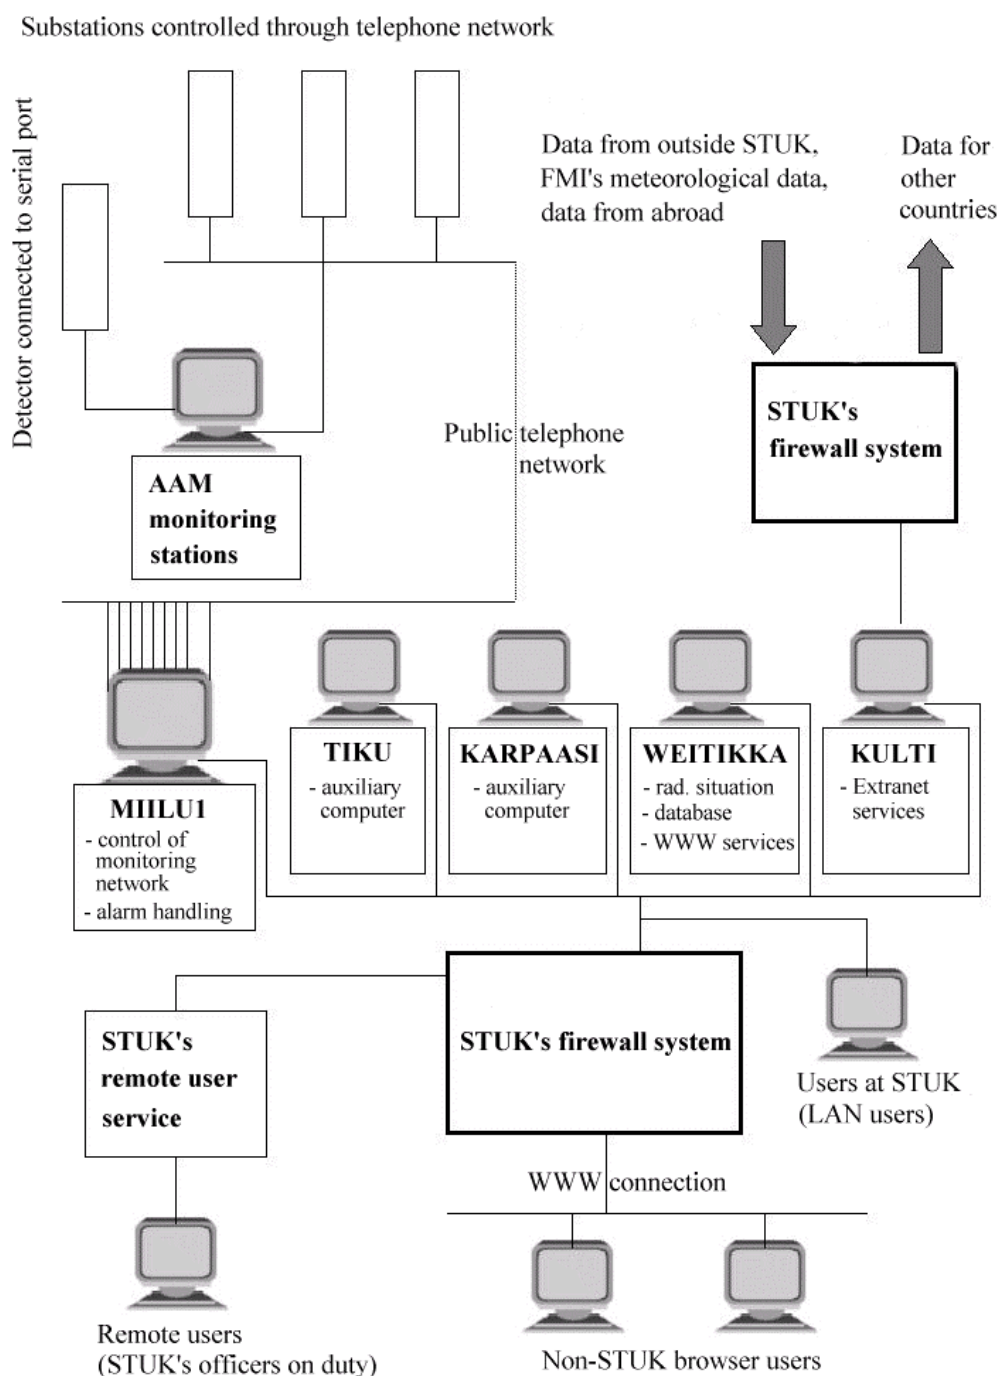 Substations controlled through telephone network
Detector connected to serial port
Data from outside STUK,
FMI's meteorological data,
data from abroad
Data for
other
countries
STUK's
firewall system
Public telephone
network
AAM
monitoring
stations
MIILU1
- control of
monitoring
network
- alarm handling
TIKU
- auxiliary
computer
KARPAASI
- auxiliary
computer
WEITIKKA
- rad. situation
- database
- WWW services
KULTI
- Extranet
services
STUK's
remote user
service
STUK's firewall system
Users at STUK
(LAN users)
WWW connection
Remote users
(STUK's officers on duty)
Non-STUK browser users